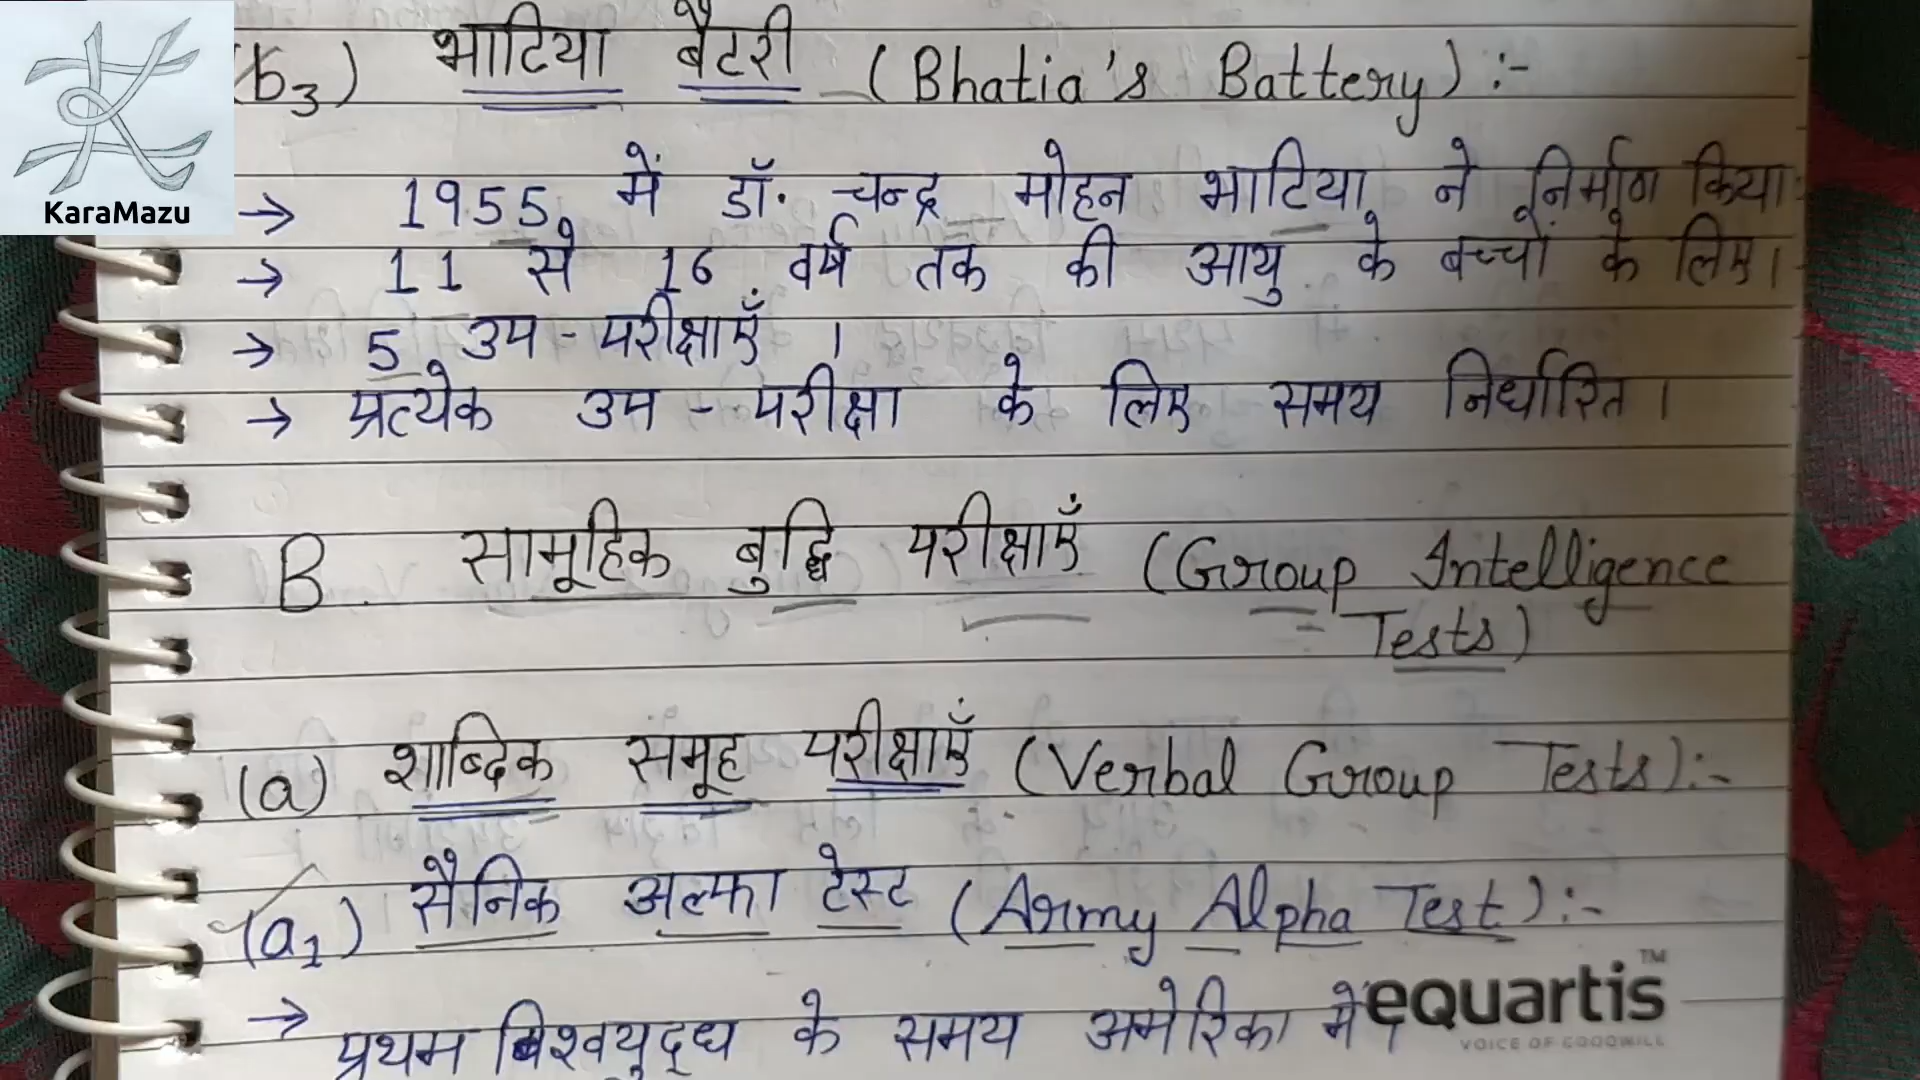 KaraMazu
(b3) भाटिया बैटरी (Bhatia's Battery) :-
→ 1955 में डॉ. चन्द्र मोहन भाटिया ने निर्माण किया
→ 11 से 16 वर्ष तक की आयु के बच्चों के लिए।
→ 5 उप-परीक्षाएँ ।
→ प्रत्येक उप-परीक्षा के लिए समय निर्धारित ।
B सामूहिक बुद्धि परीक्षाएँ (Group Intelligence
Tests)
(a) शाब्दिक समूह परीक्षाएँ (Verbal Group Tests):-
(a1) सैनिक अल्फा टेस्ट (Army Alpha Test):-
→ प्रथम विश्वयुद्ध के समय अमेरिका में।
equartis™
VOICE OF GOODWILL